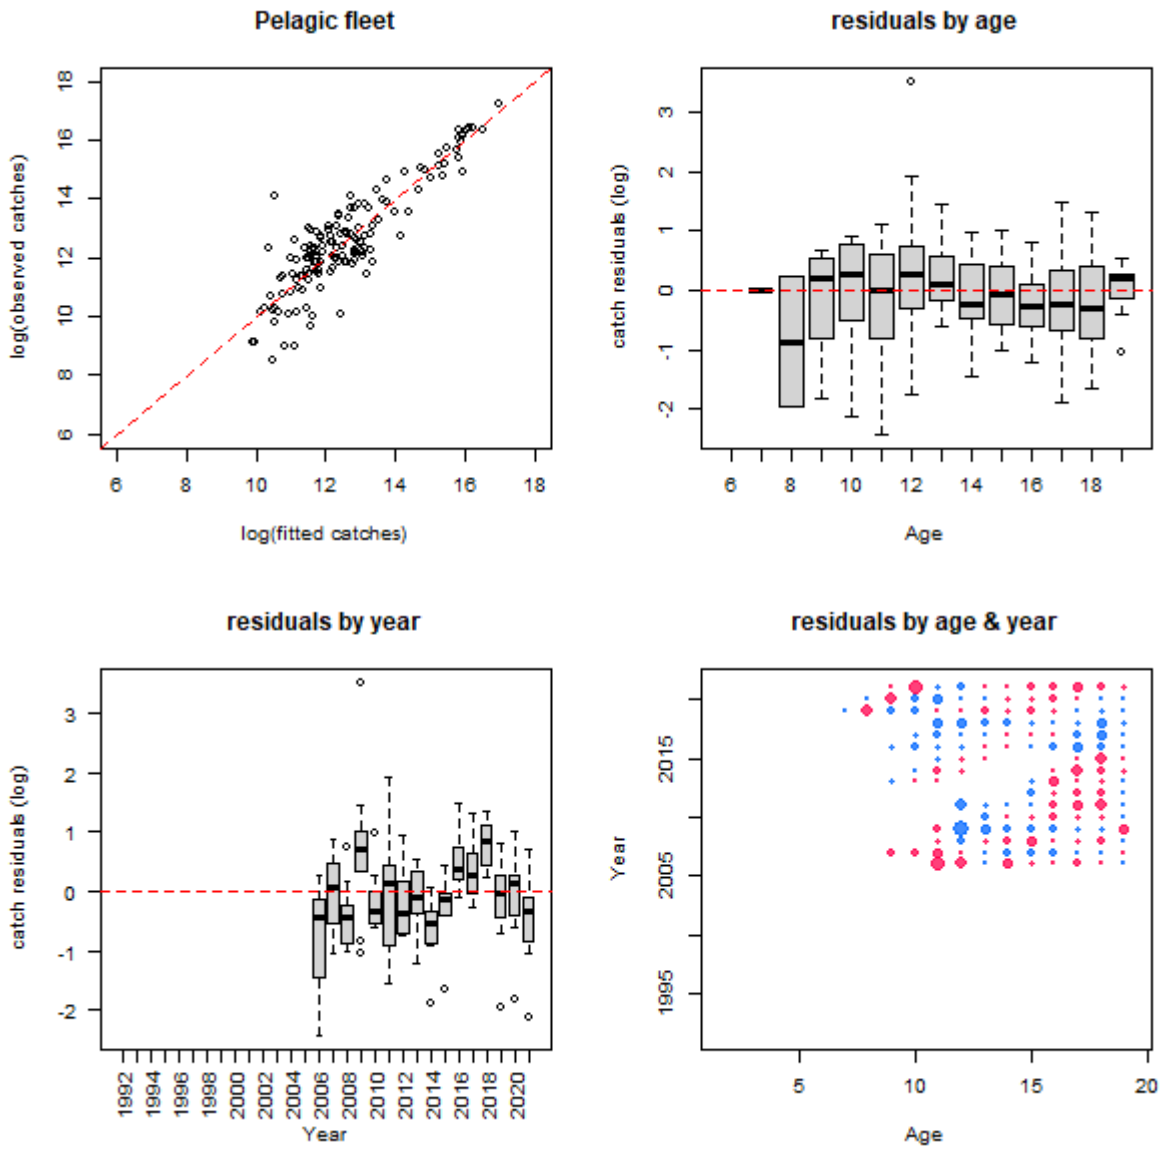 Pelagic fleet
log(observed catches)
18
16
14
12
10
8
6
6 8 10 12 14 16 18
log(fitted catches)
residuals by age
catch residuals (log)
3
2
1
0
-1
-2
6 8 10 12 14 16 18
Age
residuals by year
catch residuals (log)
3
2
1
0
-1
-2
1992 1994 1996 1998 2000 2002 2004 2006 2008 2010 2012 2014 2016 2018 2020
Year
residuals by age & year
Year
2015
2005
1995
5 10 15 20
Age